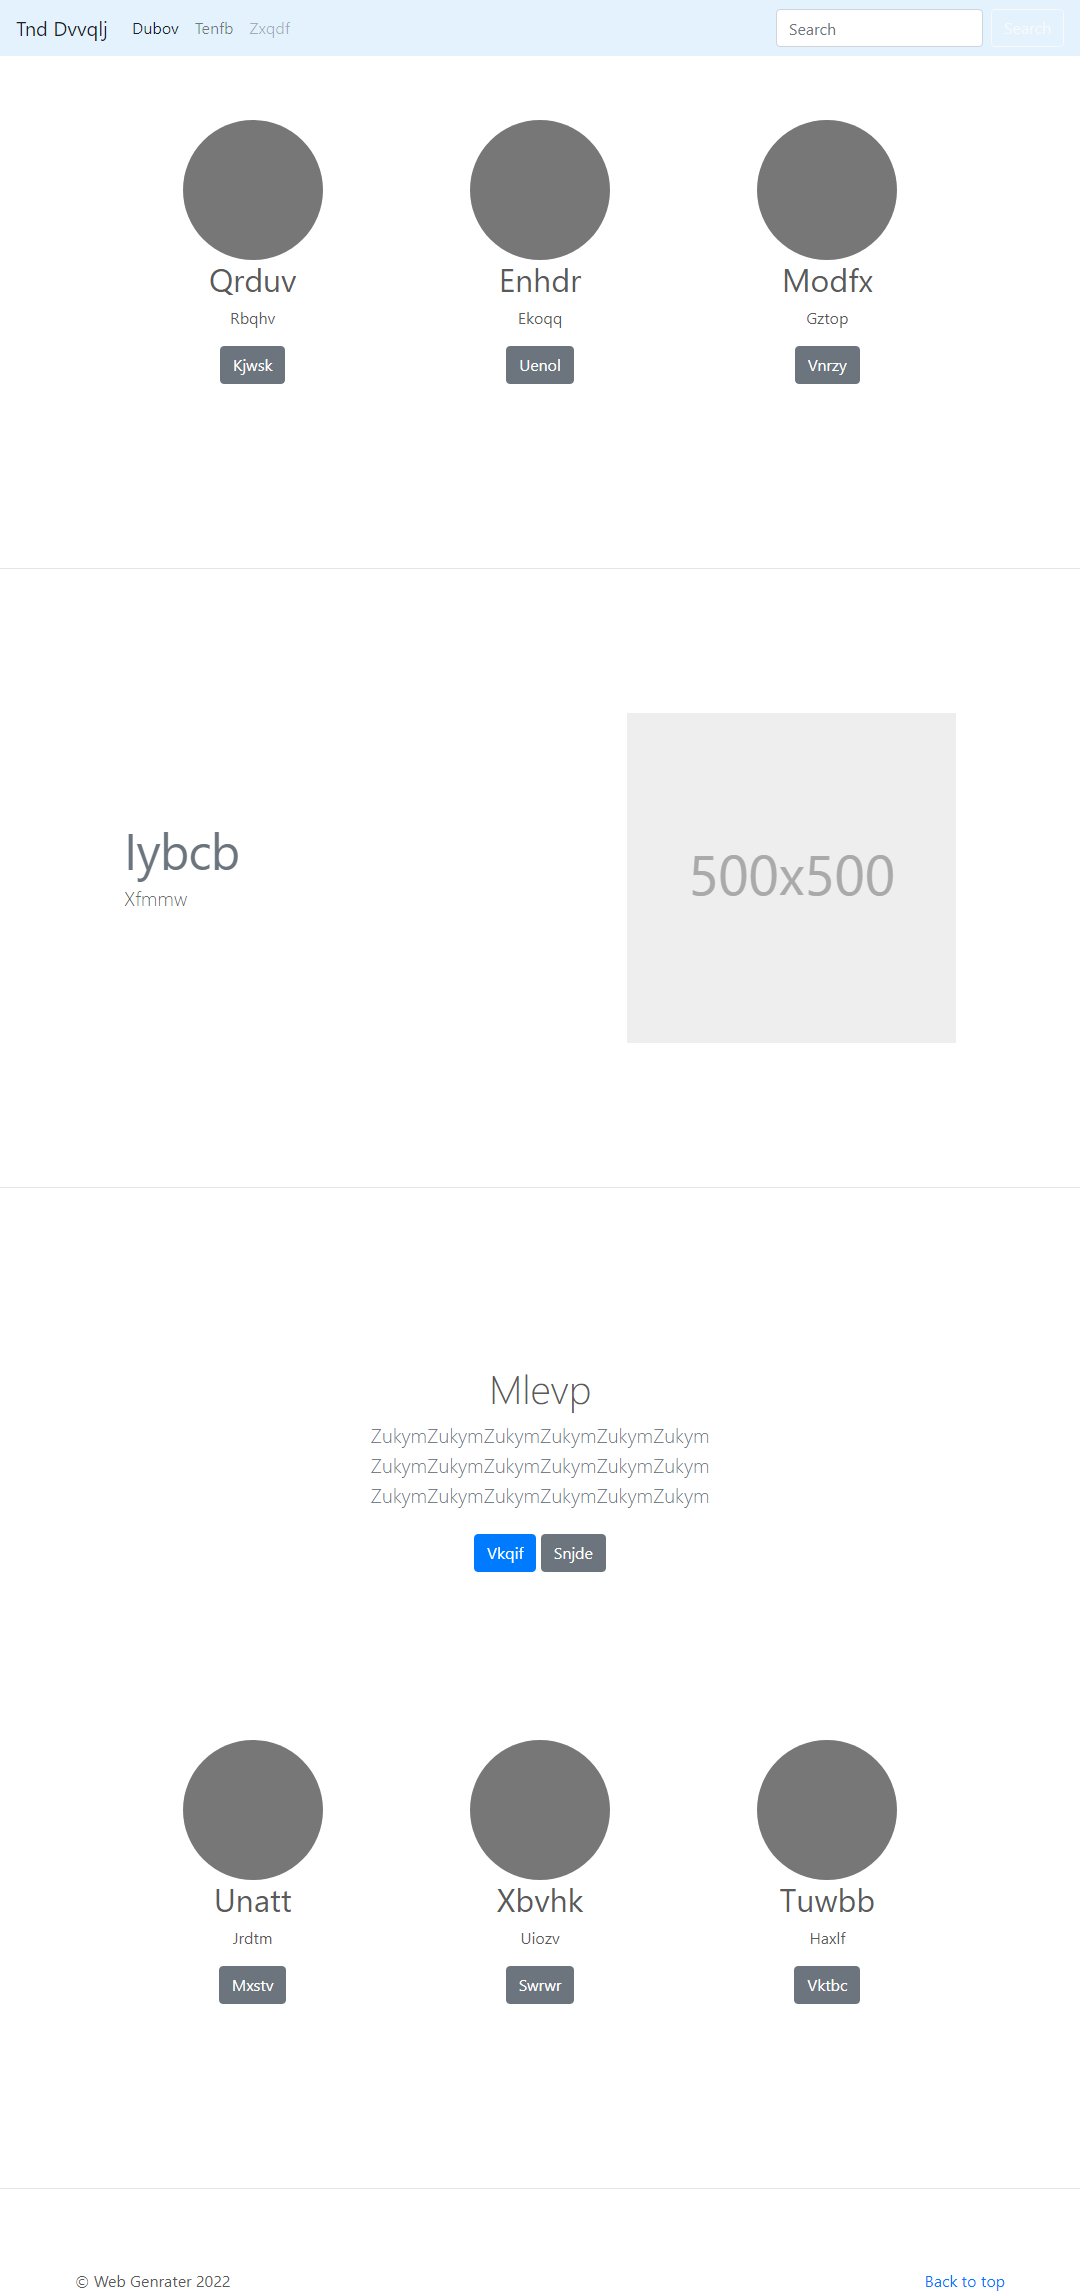 Tnd Dvvqlj Dubov Tenfb Zxqdf Search Search
Qrduv Enhdr Modfx
Rbqhv Ekoqq Gztop
Kjwsk Uenol Vnrzy
Iybcb
Xfmmw
500x500
Mlevp
ZukymZukymZukymZukymZukymZukym
ZukymZukymZukymZukymZukymZukym
ZukymZukymZukymZukymZukymZukym
Vkqif Snjde
Unatt Xbvhk Tuwbb
Jrdtm Uiozv Haxlf
Mxstv Swrwr Vktbc
© Web Genrater 2022 Back to top